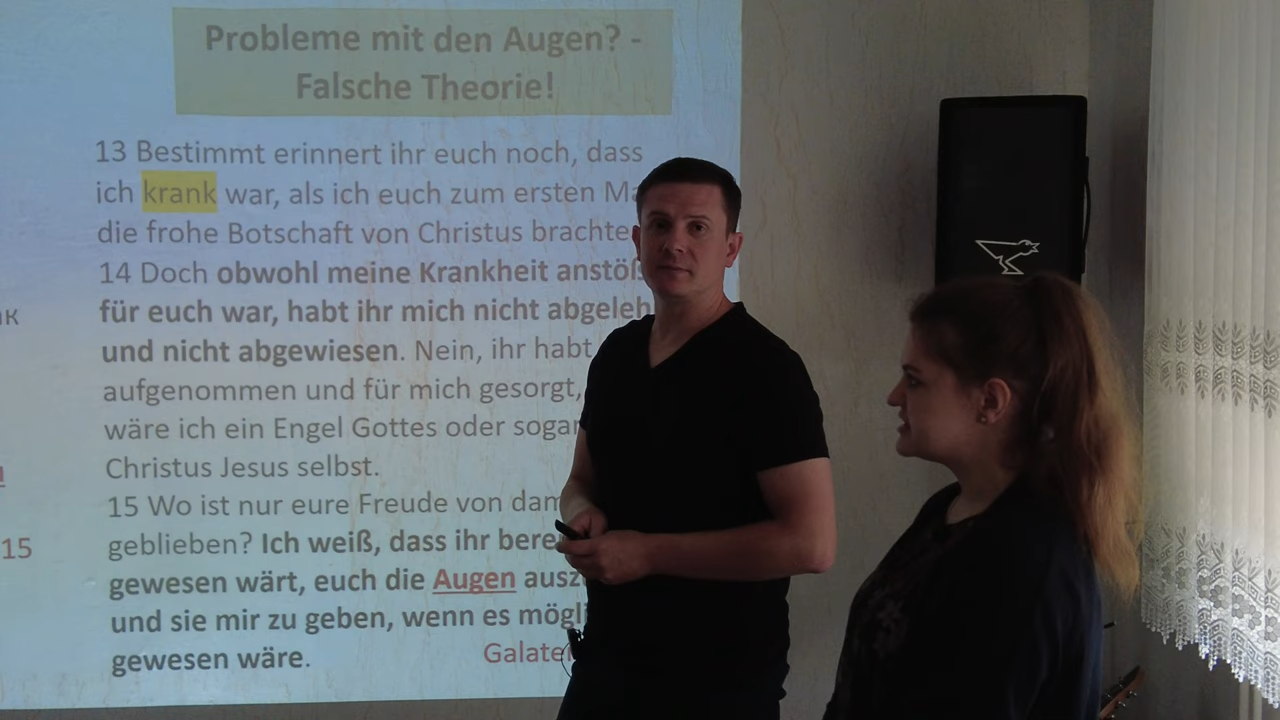 Probleme mit den Augen? -
Falsche Theorie!
13 Bestimmt erinnert ihr euch noch, dass
ich krank war, als ich euch zum ersten
die frohe Botschaft von Christus brachte
14 Doch obwohl meine Krankheit
für euch war, habt ihr mich nicht
und nicht abgewiesen. Nein, ihr habt
aufgenommen und für mich gesorgt,
wäre ich ein Engel Gottes oder sogar
Christus Jesus selbst.
15 Wo ist nur eure Freude von
geblieben? Ich weiß, dass ihr
gewesen wärt, euch die Augen
und sie mir zu geben, wenn es
gewesen wäre.
15